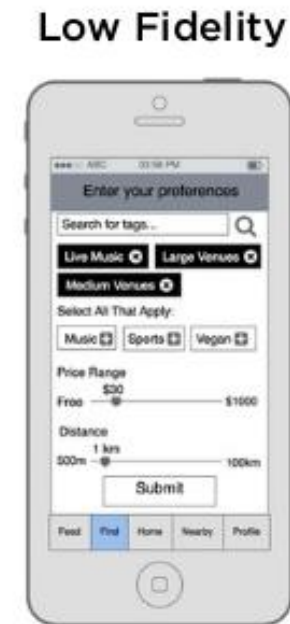 Low Fidelity
ABC 03:58 PM
Enter your preferences
Search for tags...
Live Music Large Venues
Medium Venues
Select All That Apply:
Music Sports Vegan
Price Range
$30
Free $1000
Distance
1 km
500m 100km
Submit
Feed Find Home Nearby Profile